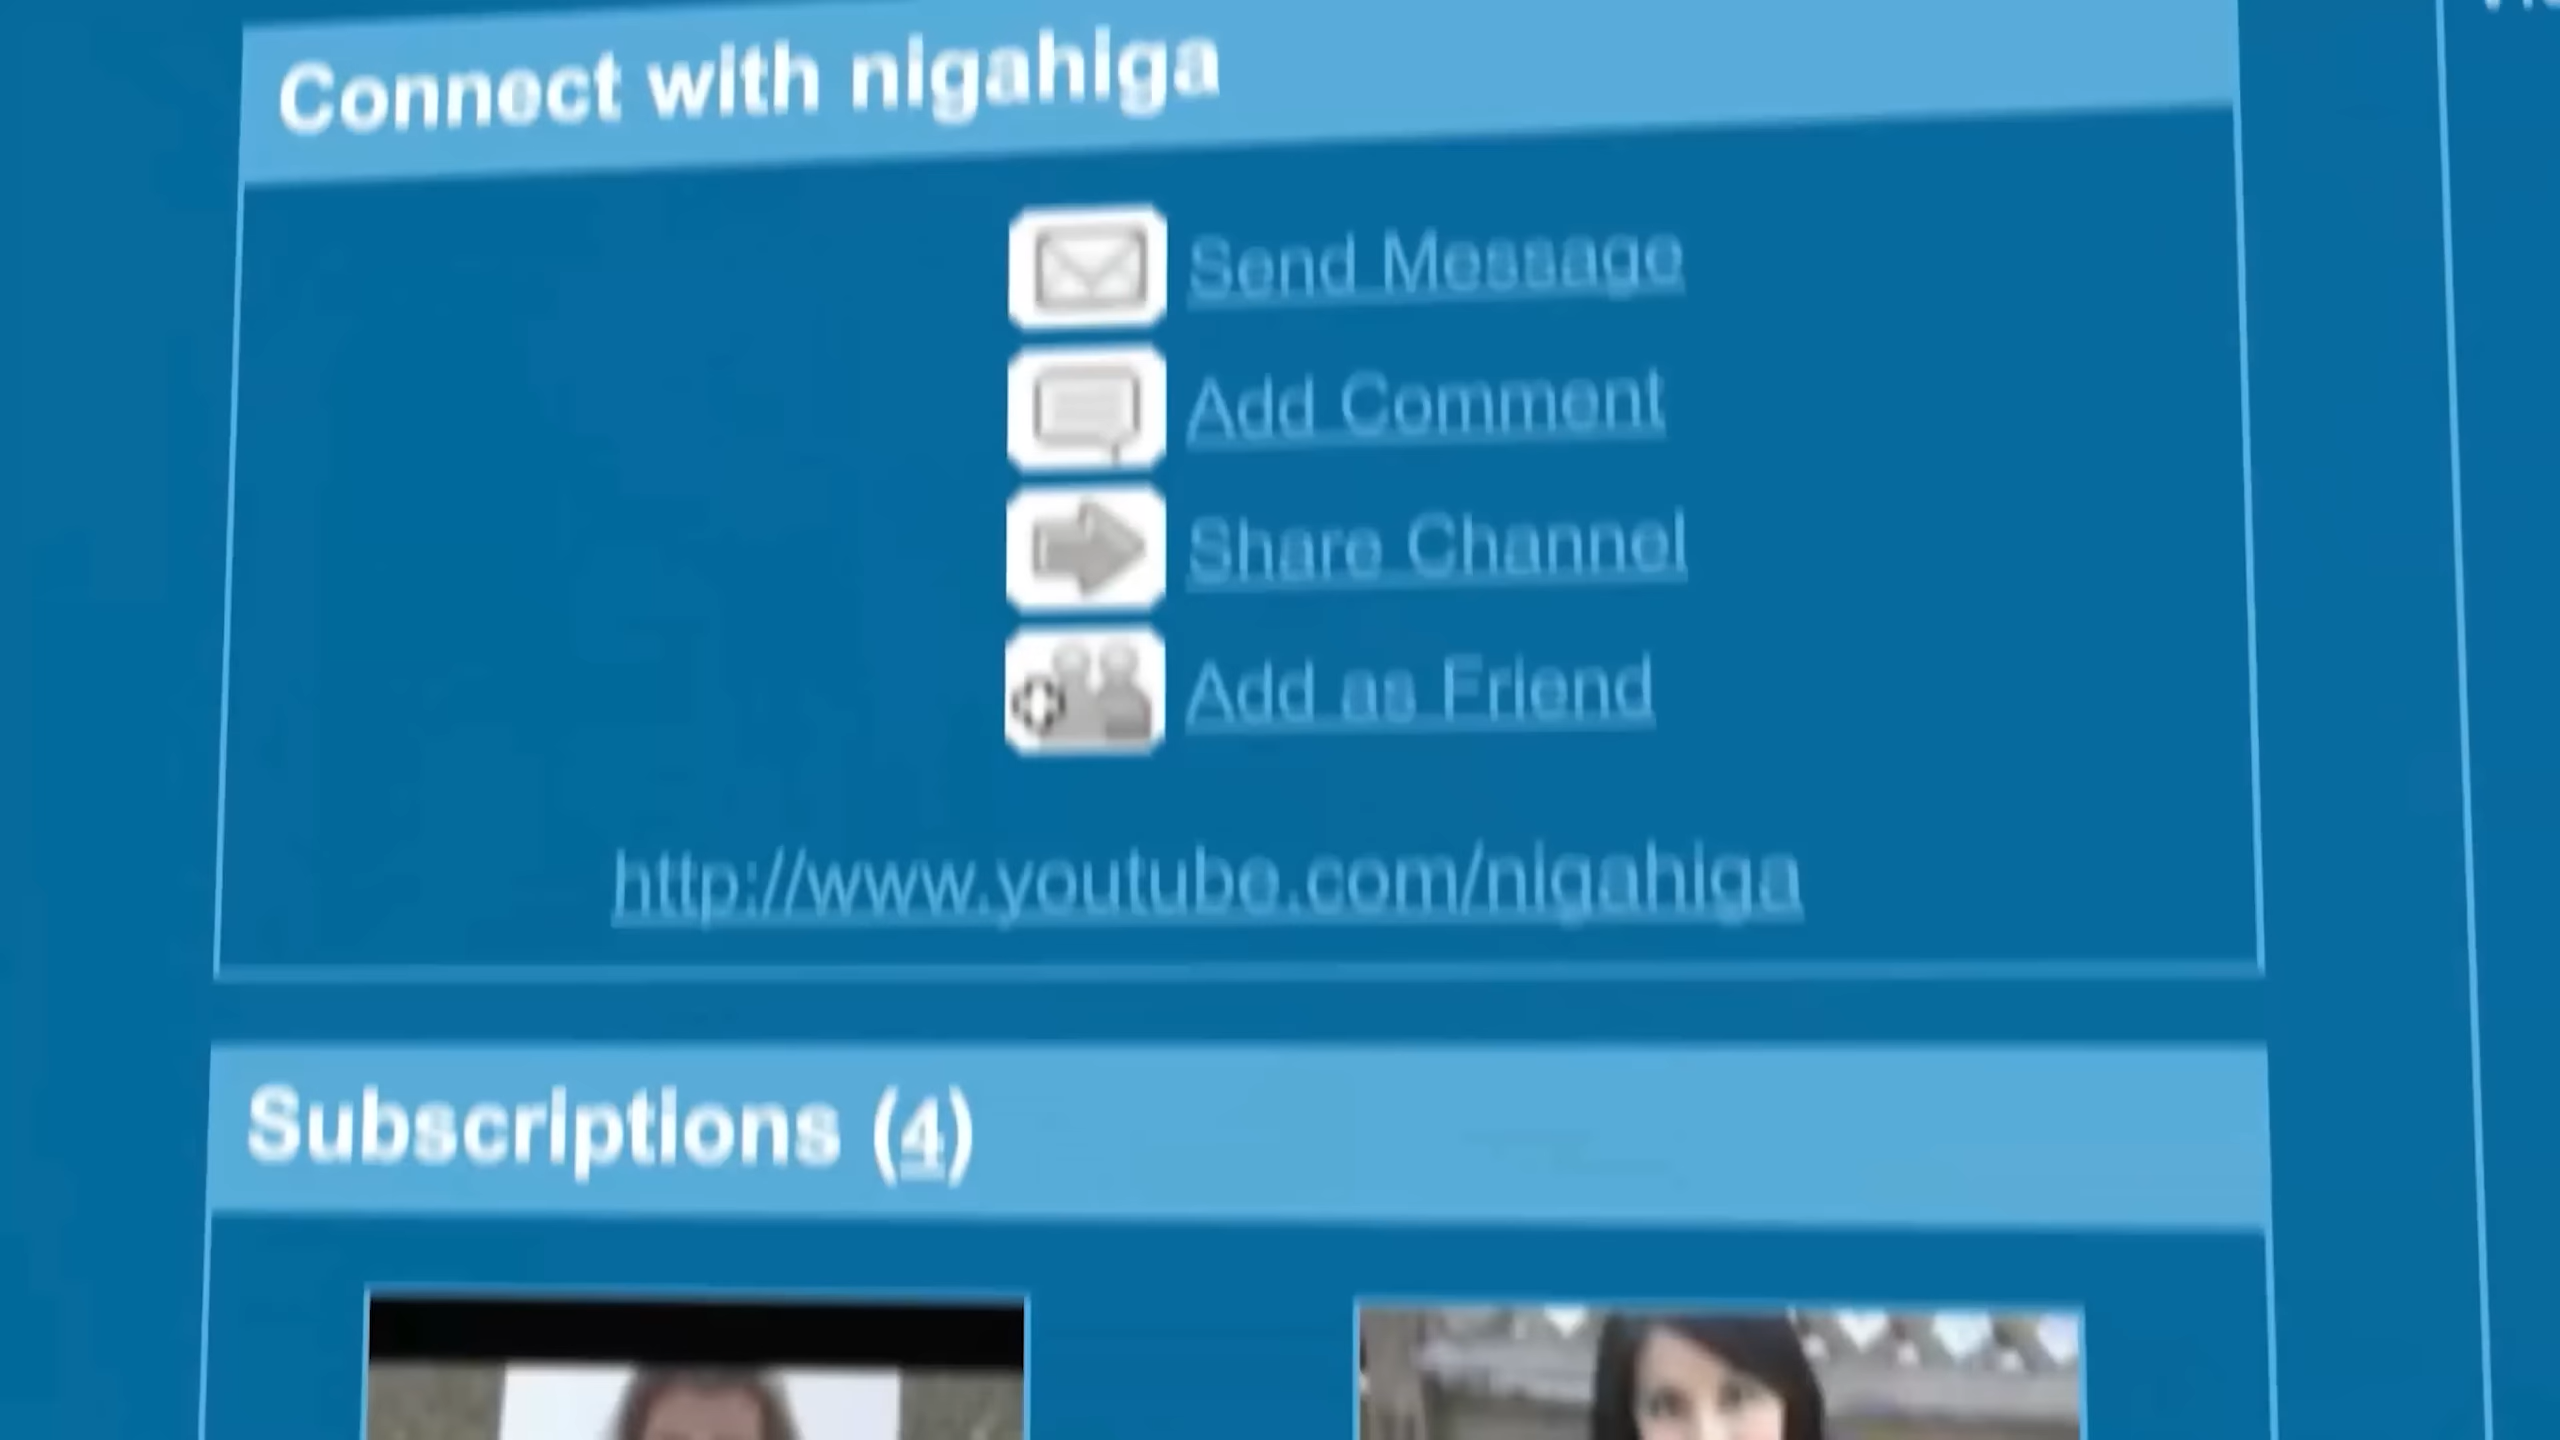 Connect with nigahiga
Send Message
Add Comment
Share Channel
Add as Friend
http://www.youtube.com/nigahiga
Subscriptions (4)